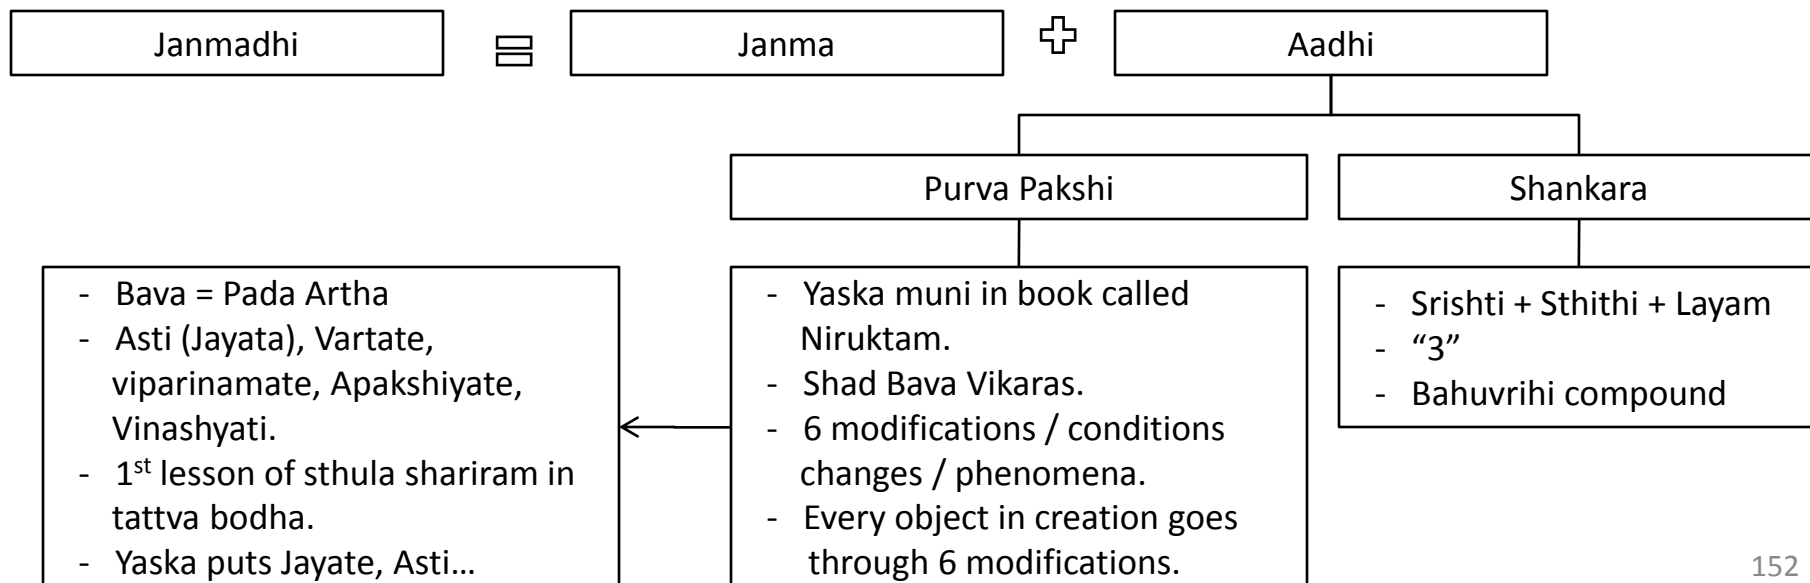 Janmadhi = Janma + Aadhi
Purva Pakshi
Shankara
- Bava = Pada Artha
- Asti (Jayata), Vartate,
viparinamate, Apakshiyate,
Vinashyati.
- 1st lesson of sthula shariram in
tattva bodha.
- Yaska puts Jayate, Asti...
- Yaska muni in book called
Niruktam.
- Shad Bava Vikaras.
- 6 modifications / conditions
changes / phenomena.
- Every object in creation goes
through 6 modifications.
- Srishti + Sthithi + Layam
- “3”
- Bahuvrihi compound
152